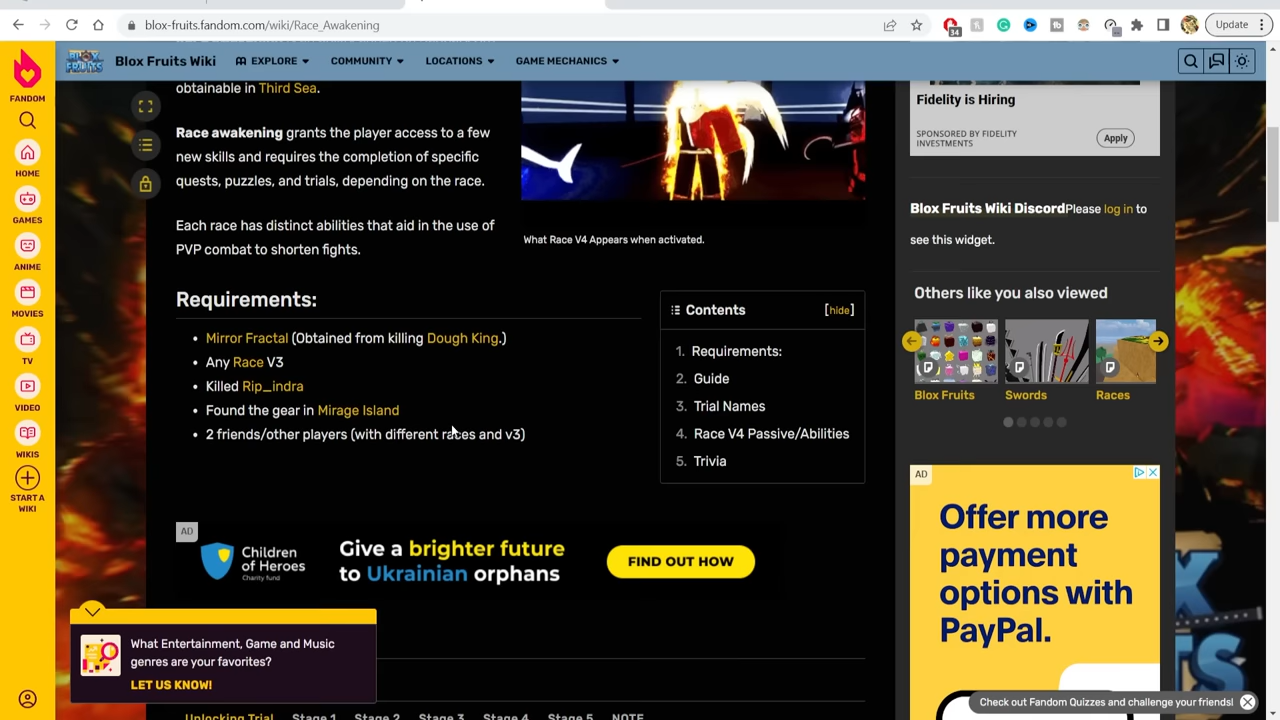 blox-fruits.fandom.com/wiki/Race_Awakening
34
Update
FANDOM
HOME
GAMES
ANIME
MOVIES
TV
VIDEO
WIKIS
START A
WIKI
BLOX
FRUITS
Blox Fruits Wiki
EXPLORE
COMMUNITY
LOCATIONS
GAME MECHANICS
obtainable in Third Sea.
Race awakening grants the player access to a few
new skills and requires the completion of specific
quests, puzzles, and trials, depending on the race.
Each race has distinct abilities that aid in the use of
PVP combat to shorten fights.
What Race V4 Appears when activated.
Requirements:
• Mirror Fractal (Obtained from killing Dough King.)
• Any Race V3
• Killed Rip_indra
• Found the gear in Mirage Island
• 2 friends/other players (with different races and v3)
Contents [hide]
1. Requirements:
2. Guide
3. Trial Names
4. Race V4 Passive/Abilities
5. Trivia
AD
Children
of Heroes
Charity fund
Give a brighter future
to Ukrainian orphans
FIND OUT HOW
What Entertainment, Game and Music
genres are your favorites?
LET US KNOW!
Unlocking Trial Stage 1 Stage 2 Stage 3 Stage 4 Stage 5 NOTE
Fidelity is Hiring
SPONSORED BY FIDELITY
INVESTMENTS
Apply
Blox Fruits Wiki Discord Please log in to
see this widget.
Others like you also viewed
Blox Fruits
Swords
Races
AD
Offer more
payment
options with
PayPal.
Check out Fandom Quizzes and challenge your friends!